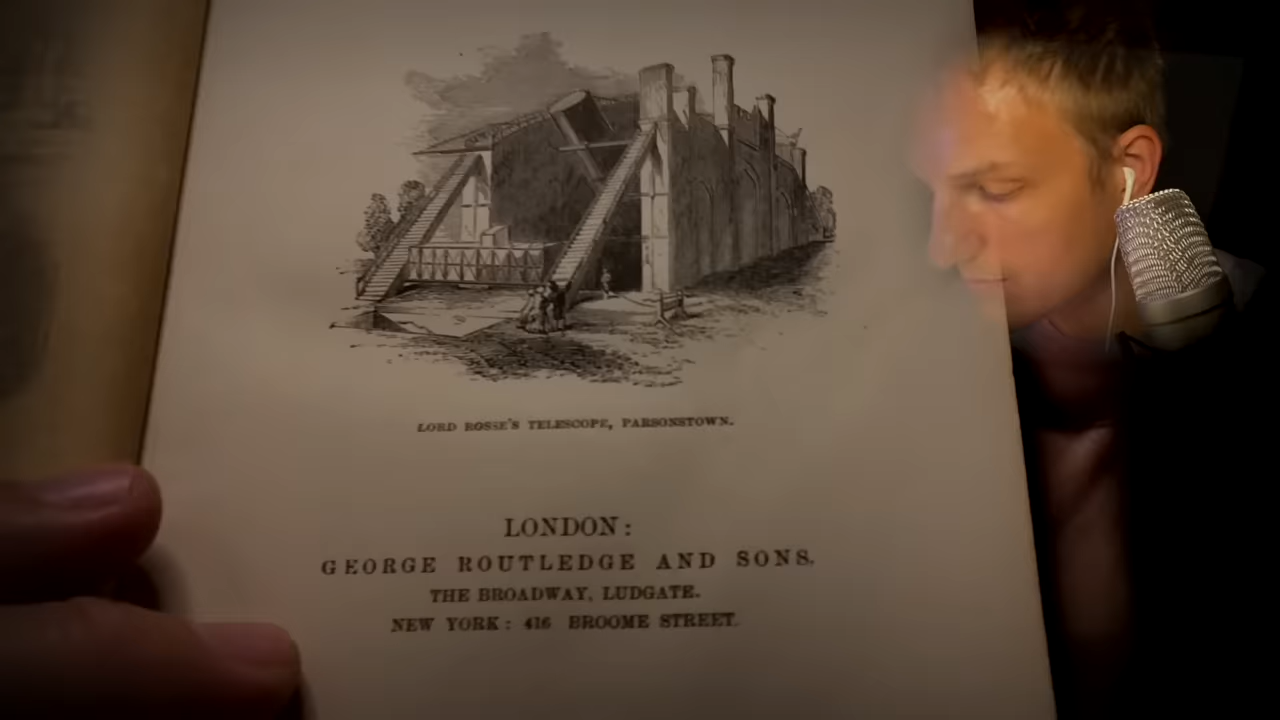 LORD ROSSE'S TELESCOPE, PARSONSTOWN.
LONDON:
GEORGE ROUTLEDGE AND SONS.
THE BROADWAY, LUDGATE.
NEW YORK: 416 BROOME STREET.